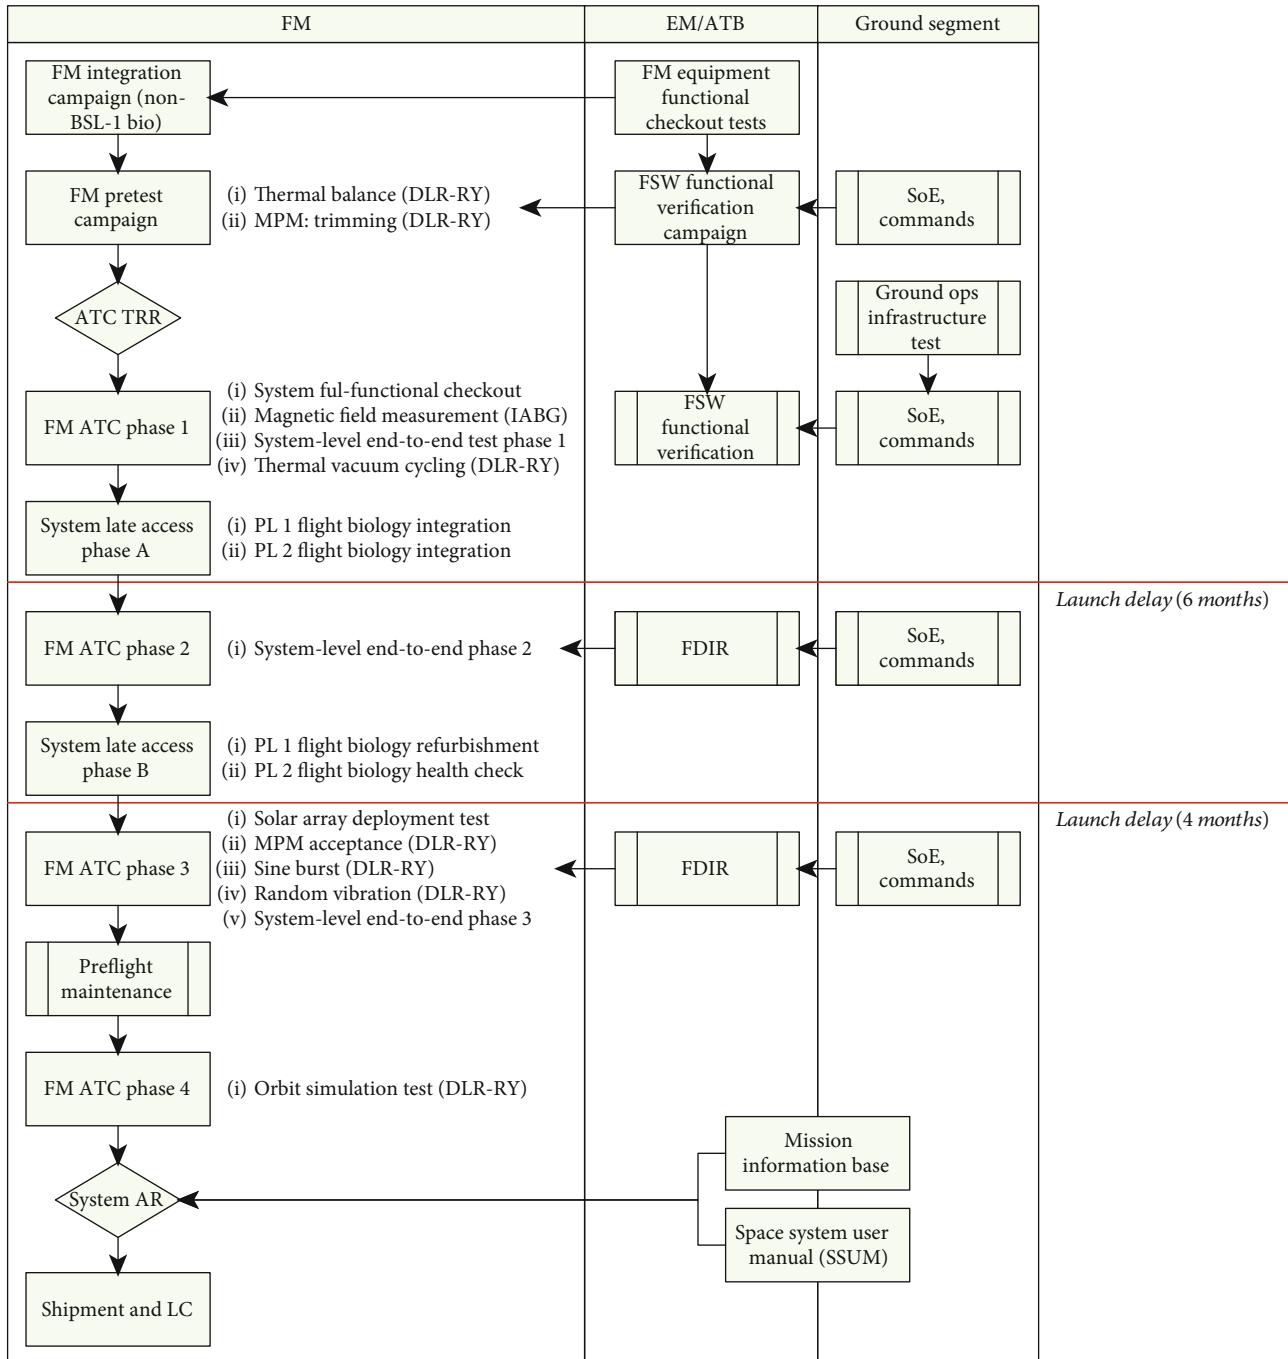 FM
EM/ATB
Ground segment
FM integration
campaign (non-
BSL-1 bio)
FM equipment
functional
checkout tests
FM pretest
campaign
(i) Thermal balance (DLR-RY)
(ii) MPM: trimming (DLR-RY)
FSW functional
verification
campaign
SoE,
commands
ATC TRR
Ground ops
infrastructure
test
FM ATC phase 1
(i) System ful-functional checkout
(ii) Magnetic field measurement (IABG)
(iii) System-level end-to-end test phase 1
(iv) Thermal vacuum cycling (DLR-RY)
FSW
functional
verification
SoE,
commands
System late access
phase A
(i) PL 1 flight biology integration
(ii) PL 2 flight biology integration
Launch delay (6 months)
FM ATC phase 2
(i) System-level end-to-end phase 2
FDIR
SoE,
commands
System late access
phase B
(i) PL 1 flight biology refurbishment
(ii) PL 2 flight biology health check
Launch delay (4 months)
FM ATC phase 3
(i) Solar array deployment test
(ii) MPM acceptance (DLR-RY)
(iii) Sine burst (DLR-RY)
(iv) Random vibration (DLR-RY)
(v) System-level end-to-end phase 3
FDIR
SoE,
commands
Preflight
maintenance
FM ATC phase 4
(i) Orbit simulation test (DLR-RY)
Mission
information base
System AR
Space system user
manual (SSUM)
Shipment and LC